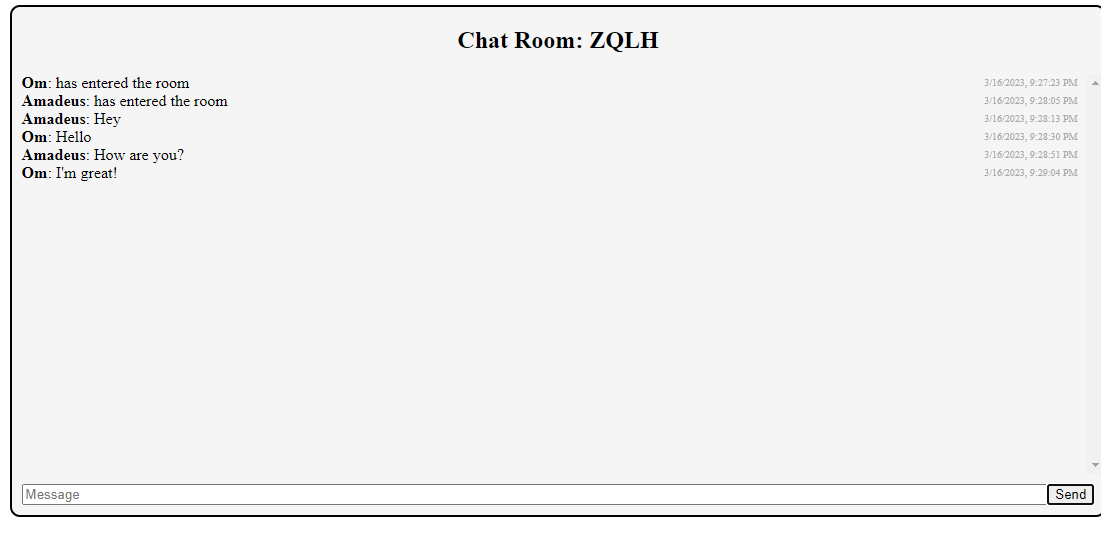 Chat Room: ZQLH
Om: has entered the room 3/16/2023, 9:27:23 PM
Amadeus: has entered the room 3/16/2023, 9:28:05 PM
Amadeus: Hey 3/16/2023, 9:28:13 PM
Om: Hello 3/16/2023, 9:28:30 PM
Amadeus: How are you? 3/16/2023, 9:28:51 PM
Om: I'm great! 3/16/2023, 9:29:04 PM
Message Send